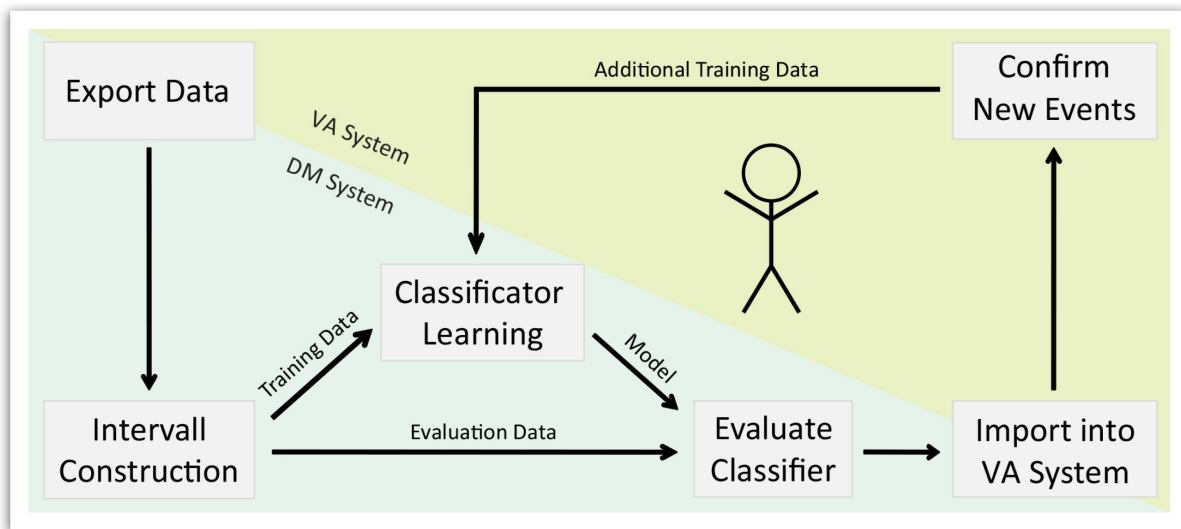 Export Data
VA System
DM System
Additional Training Data
Confirm
New Events
Classificator
Learning
Training Data
Model
Intervall
Construction
Evaluation Data
Evaluate
Classifier
Import into
VA System